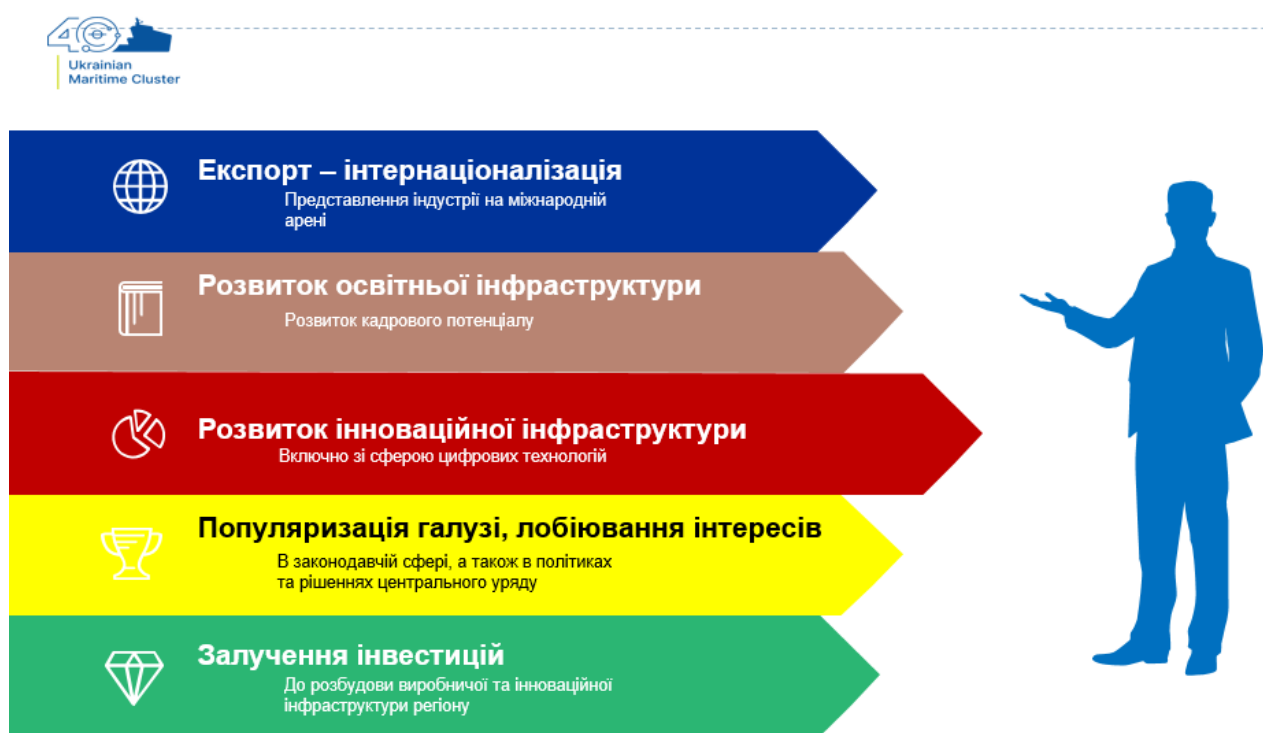 40
Ukrainian
Maritime Cluster
Експорт – інтернаціоналізація
Представлення індустрії на міжнародній
арені
Розвиток освітньої інфраструктури
Розвиток кадрового потенціалу
Розвиток інноваційної інфраструктури
Включно зі сферою цифрових технологій
Популяризація галузі, лобіювання інтересів
В законодавчій сфері, а також в політиках
та рішеннях центрального уряду
Залучення інвестицій
До розбудови виробничої та інноваційної
інфраструктури регіону